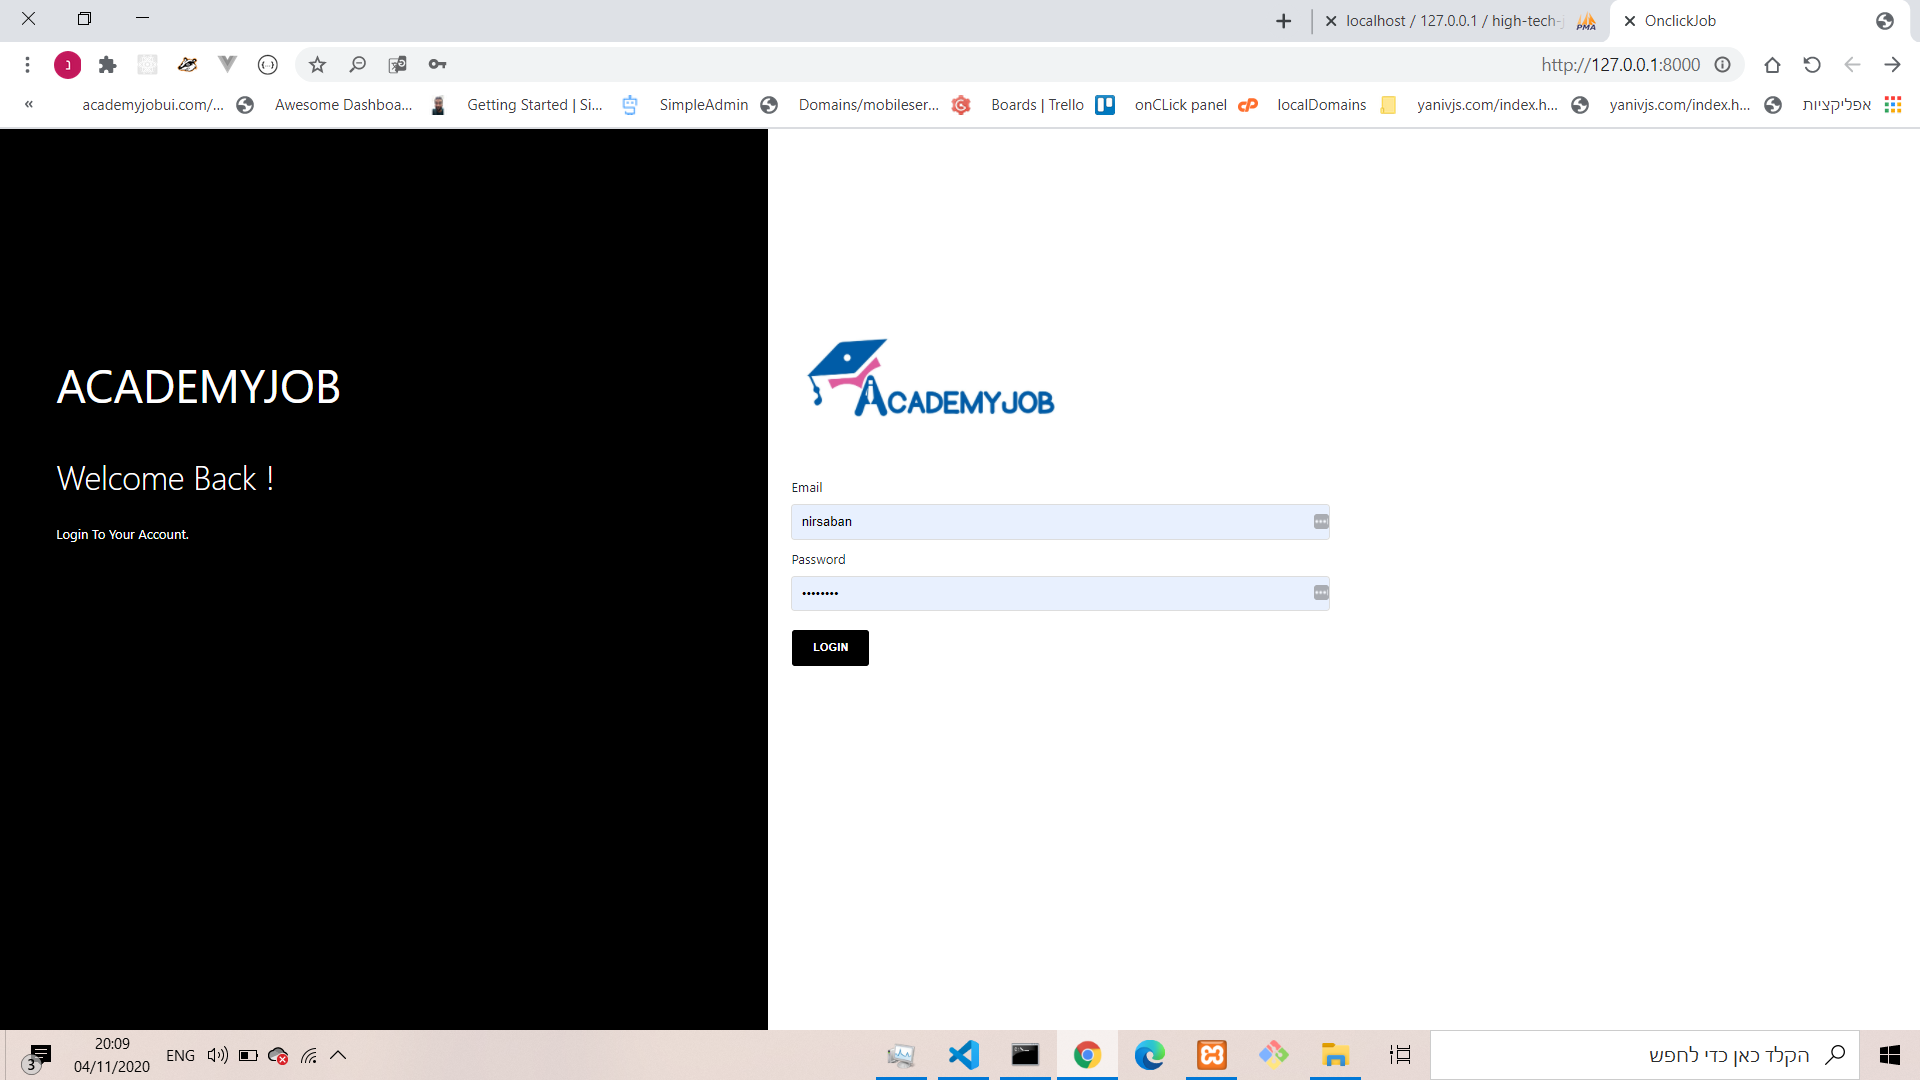 localhost / 127.0.0.1 / high-tech-j
PMA
OnclickJob
נ
http://127.0.0.1:8000
«
academyjobui.com/...
Awesome Dashboa...
Getting Started | Si...
SimpleAdmin
Domains/mobileser...
Boards | Trello
onCLick panel
localDomains
yanivjs.com/index.h...
yanivjs.com/index.h...
אפליקציות
ACADEMYJOB
Welcome Back !
Login To Your Account.
ACADEMYJOB
Email
nirsaban
Password
••••••••
LOGIN
3
20:09
04/11/2020
ENG
הקלד כאן כדי לחפש